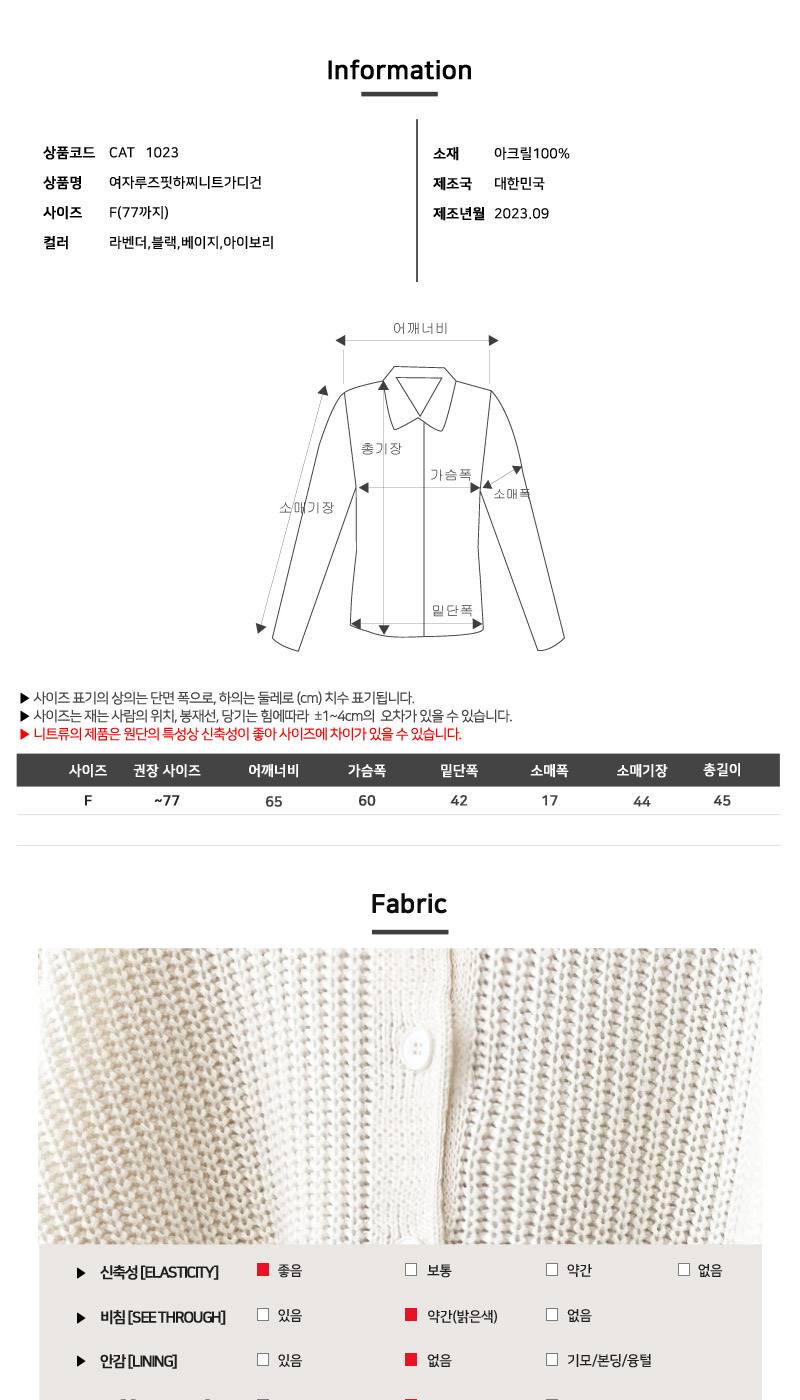 Information
상품코드 CAT 1023
상품명 여자루즈핏하찌니트가디건
사이즈 F(77까지)
컬러 라벤더,블랙,베이지,아이보리
소재 아크릴100%
제조국 대한민국
제조년월 2023.09
어깨너비
총기장
가슴폭
소매폭
소매기장
밑단폭
▶ 사이즈 표기의 상의는 단면 폭으로, 하의는 둘레로 (cm) 치수 표기됩니다.
▶ 사이즈는 재는 사람의 위치, 봉재선, 당기는 힘에따라 ±1~4cm의 오차가 있을 수 있습니다.
▶ 니트류의 제품은 원단의 특성상 신축성이 좋아 사이즈에 차이가 있을 수 있습니다.
사이즈 권장 사이즈 어깨너비 가슴폭 밑단폭 소매폭 소매기장 총길이
F ~77 65 60 42 17 44 45
Fabric
▶ 신축성 [ELASTICITY] 좋음 보통 약간 없음
▶ 비침 [SEE THROUGH] 있음 약간(밝은색) 없음
▶ 안감 [LINING] 있음 없음 기모/본딩/융털